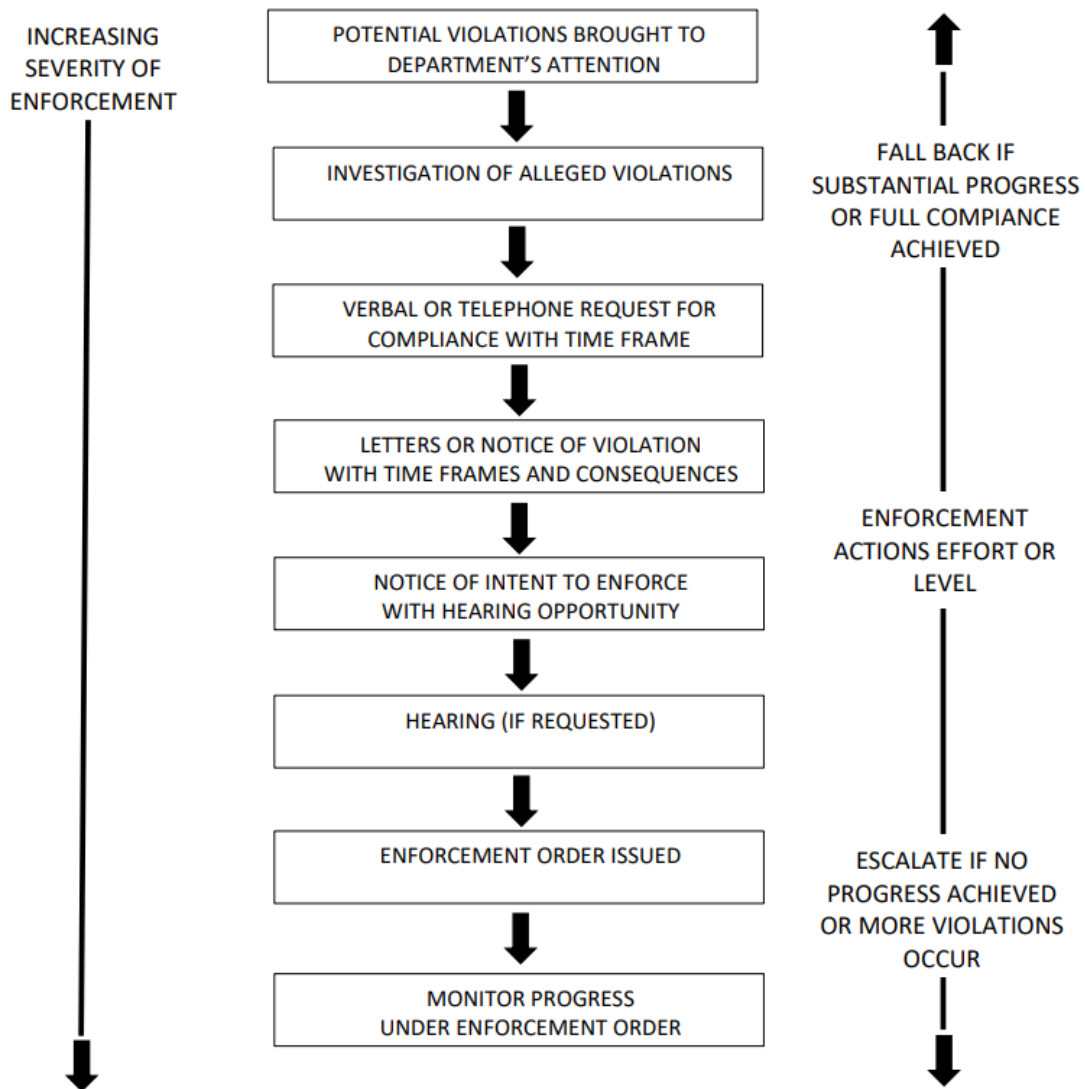 INCREASING
SEVERITY OF
ENFORCEMENT
POTENTIAL VIOLATIONS BROUGHT TO
DEPARTMENT’S ATTENTION
INVESTIGATION OF ALLEGED VIOLATIONS
VERBAL OR TELEPHONE REQUEST FOR
COMPLIANCE WITH TIME FRAME
LETTERS OR NOTICE OF VIOLATION
WITH TIME FRAMES AND CONSEQUENCES
NOTICE OF INTENT TO ENFORCE
WITH HEARING OPPORTUNITY
HEARING (IF REQUESTED)
ENFORCEMENT ORDER ISSUED
MONITOR PROGRESS
UNDER ENFORCEMENT ORDER
FALL BACK IF
SUBSTANTIAL PROGRESS
OR FULL COMPIANCE
ACHIEVED
ENFORCEMENT
ACTIONS EFFORT OR
LEVEL
ESCALATE IF NO
PROGRESS ACHIEVED
OR MORE VIOLATIONS
OCCUR